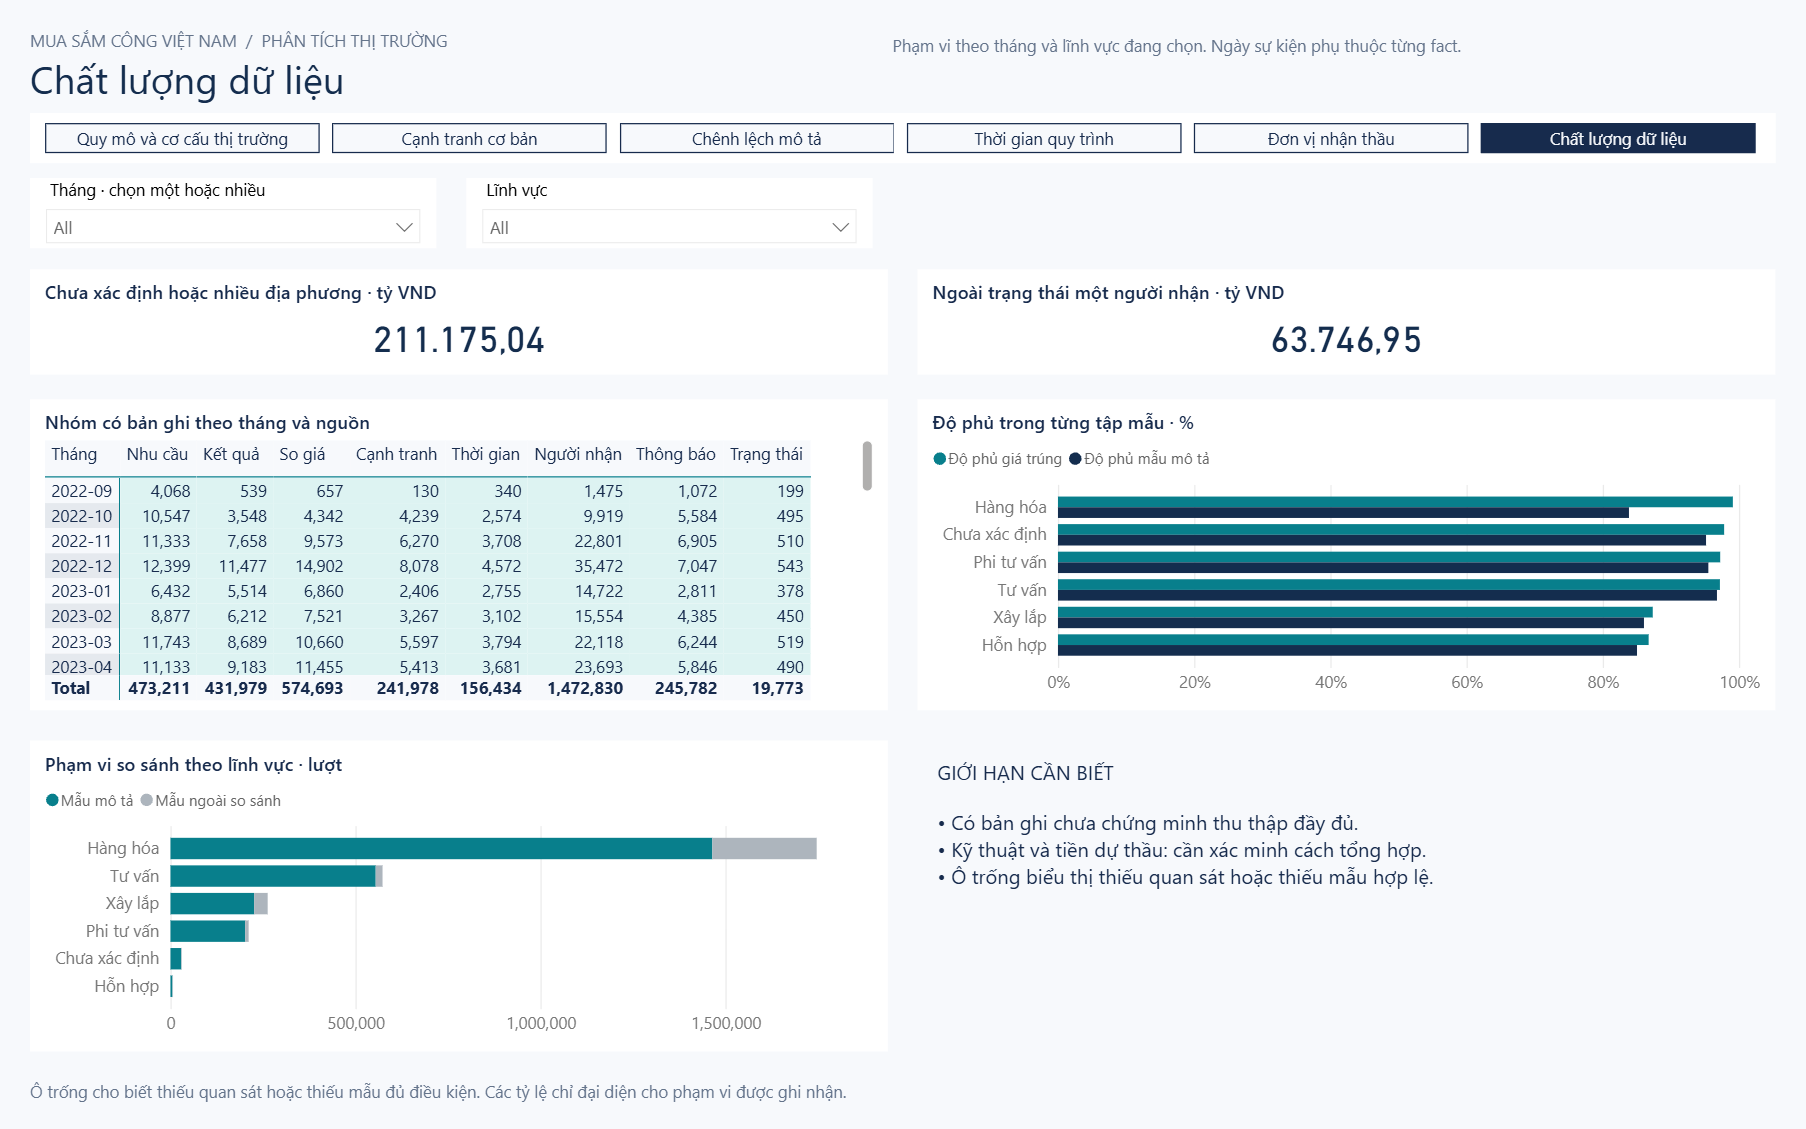 MUA SẮM CÔNG VIỆT NAM / PHÂN TÍCH THỊ TRƯỜNG
Phạm vi theo tháng và lĩnh vực đang chọn. Ngày sự kiện phụ thuộc từng fact.
Chất lượng dữ liệu
Quy mô và cơ cấu thị trường
Cạnh tranh cơ bản
Chênh lệch mô tả
Thời gian quy trình
Đơn vị nhận thầu
Chất lượng dữ liệu
Tháng · chọn một hoặc nhiều
All
Lĩnh vực
All
Chưa xác định hoặc nhiều địa phương · tỷ VND
211.175,04
Ngoài trạng thái một người nhận · tỷ VND
63.746,95
Nhóm có bản ghi theo tháng và nguồn
Tháng Nhu cầu Kết quả So giá Cạnh tranh Thời gian Người nhận Thông báo Trạng thái
2022-09 4,068 539 657 130 340 1,475 1,072 199
2022-10 10,547 3,548 4,342 4,239 2,574 9,919 5,584 495
2022-11 11,333 7,658 9,573 6,270 3,708 22,801 6,905 510
2022-12 12,399 11,477 14,902 8,078 4,572 35,472 7,047 543
2023-01 6,432 5,514 6,860 2,406 2,755 14,722 2,811 378
2023-02 8,877 6,212 7,521 3,267 3,102 15,554 4,385 450
2023-03 11,743 8,689 10,660 5,597 3,794 22,118 6,244 519
2023-04 11,133 9,183 11,455 5,413 3,681 23,693 5,846 490
Total 473,211 431,979 574,693 241,978 156,434 1,472,830 245,782 19,773
Độ phủ trong từng tập mẫu · %
Độ phủ giá trúng Độ phủ mẫu mô tả
Hàng hóa
Chưa xác định
Phi tư vấn
Tư vấn
Xây lắp
Hỗn hợp
0% 20% 40% 60% 80% 100%
Phạm vi so sánh theo lĩnh vực · lượt
Mẫu mô tả Mẫu ngoài so sánh
Hàng hóa
Tư vấn
Xây lắp
Phi tư vấn
Chưa xác định
Hỗn hợp
0 500,000 1,000,000 1,500,000
GIỚI HẠN CẦN BIẾT
• Có bản ghi chưa chứng minh thu thập đầy đủ.
• Kỹ thuật và tiền dự thầu: cần xác minh cách tổng hợp.
• Ô trống biểu thị thiếu quan sát hoặc thiếu mẫu hợp lệ.
Ô trống cho biết thiếu quan sát hoặc thiếu mẫu đủ điều kiện. Các tỷ lệ chỉ đại diện cho phạm vi được ghi nhận.